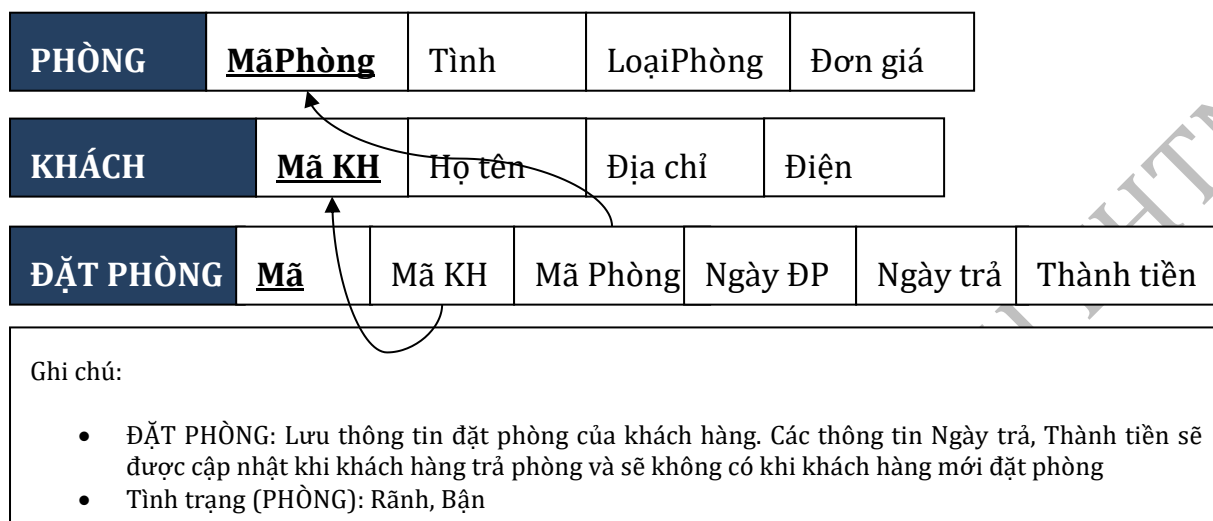 PHÒNG MãPhòng Tình LoạiPhòng Đơn giá
KHÁCH Mã KH Họ tên Địa chỉ Điện
ĐẶT PHÒNG Mã Mã KH Mã Phòng Ngày ĐP Ngày trả Thành tiền
Ghi chú:
• ĐẶT PHÒNG: Lưu thông tin đặt phòng của khách hàng. Các thông tin Ngày trả, Thành tiền sẽ
được cập nhật khi khách hàng trả phòng và sẽ không có khi khách hàng mới đặt phòng
• Tình trạng (PHÒNG): Rãnh, Bận